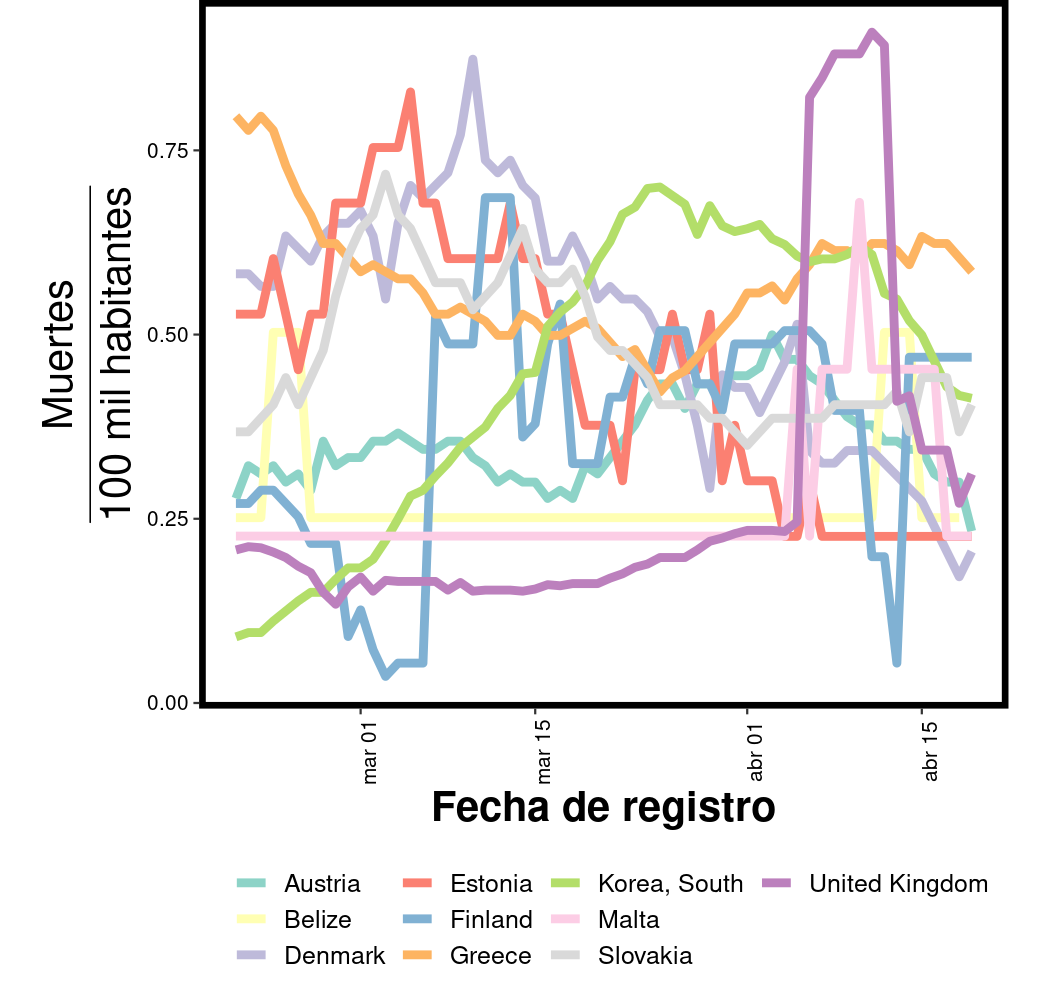 Muertes
100 mil habitantes
0.75
0.50
0.25
0.00
mar 01
mar 15
abr 01
abr 15
Fecha de registro
Austria
Estonia
Korea, South
United Kingdom
Belize
Finland
Malta
Denmark
Greece
Slovakia